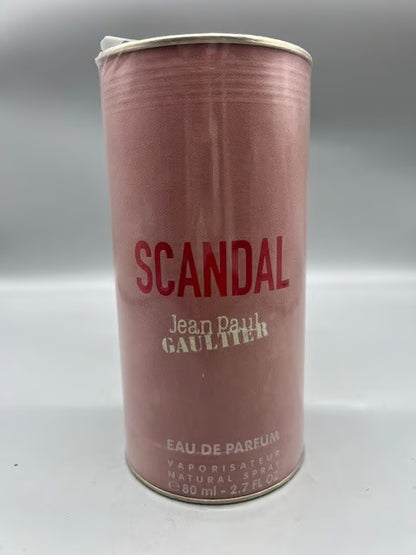 SCANDAL
Jean Paul
GAULTIER
EAU DE PARFUM
VAPORISATEUR
NATURAL SPRAY
℮ 80 ml - 2.7 FL OZ